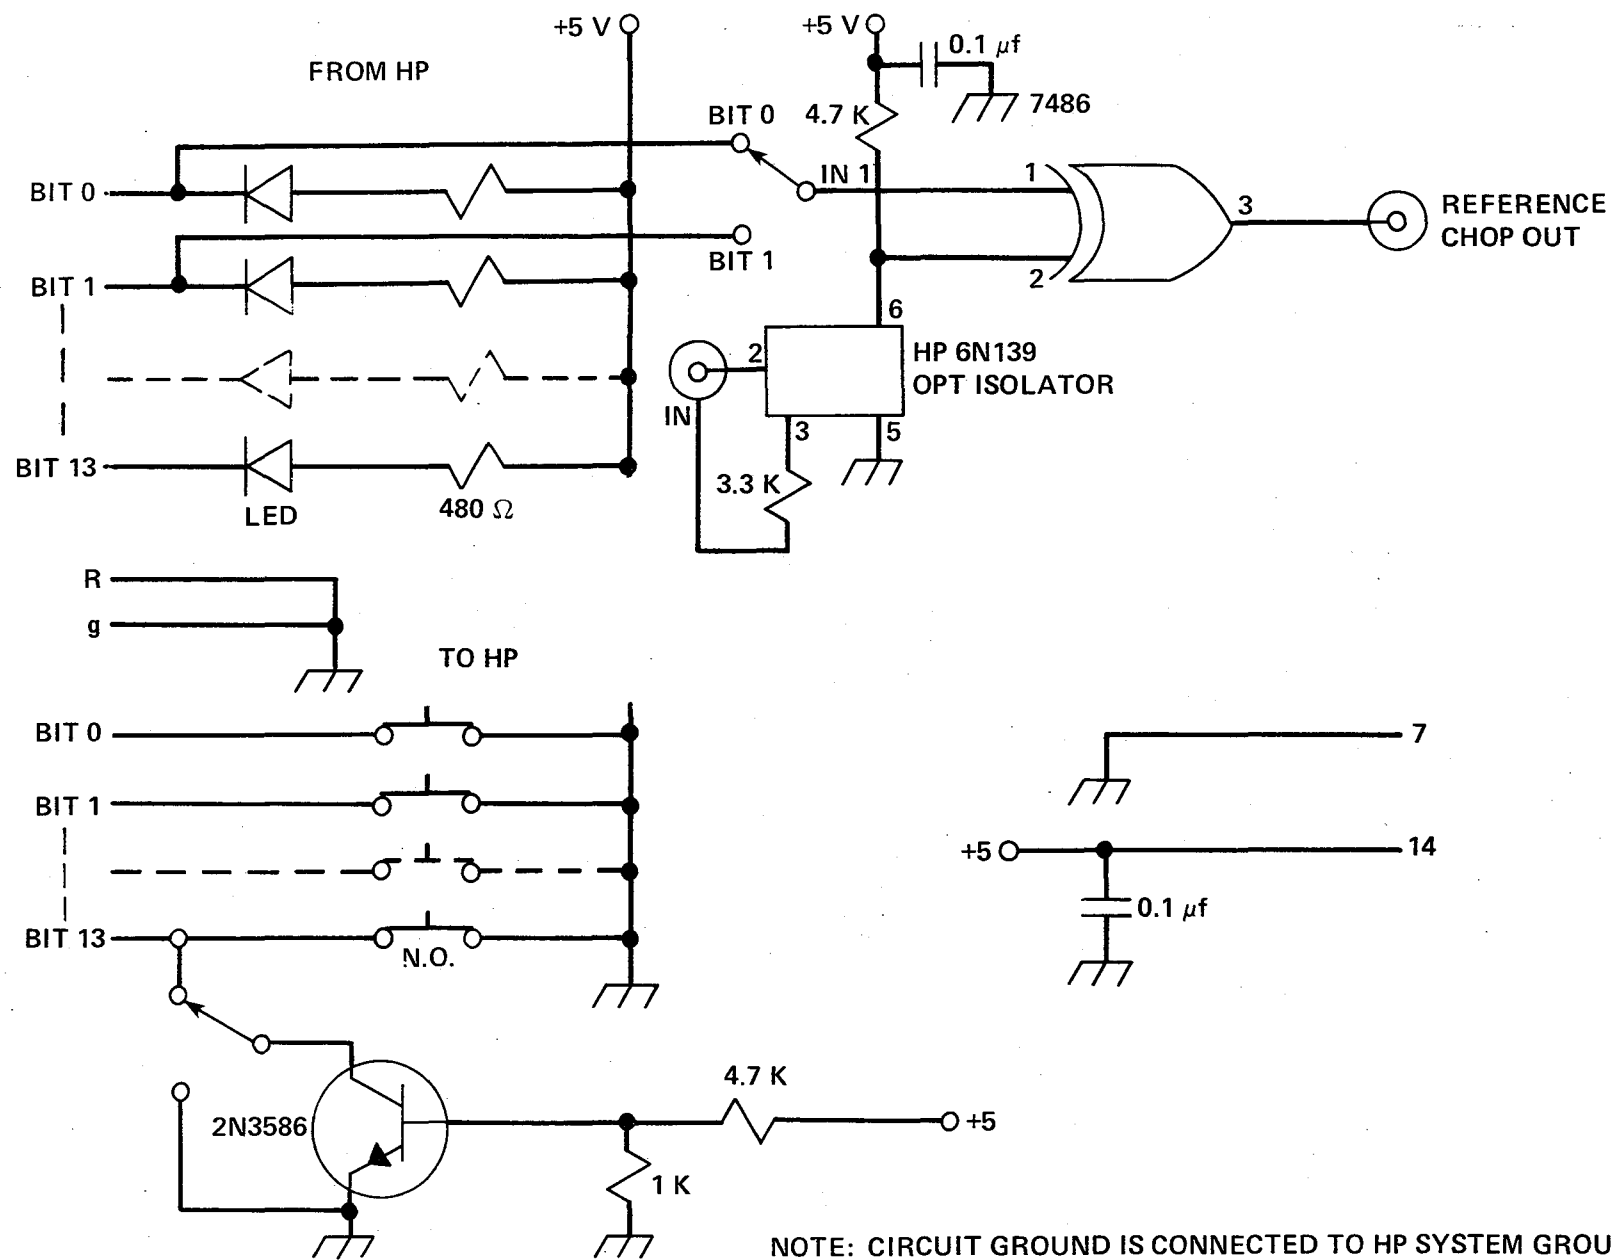 +5 V
+5 V
0.1 µf
FROM HP
7486
BIT 0
4.7 K
BIT 0
IN 1
1
3
REFERENCE
CHOP OUT
BIT 1
2
BIT 1
6
2
HP 6N139
OPT ISOLATOR
IN
3
5
BIT 13
3.3 K
LED
480 Ω
R
g
TO HP
BIT 0
7
BIT 1
+5
14
0.1 µf
BIT 13
N.O.
4.7 K
2N3586
+5
1 K
NOTE: CIRCUIT GROUND IS CONNECTED TO HP SYSTEM GROU